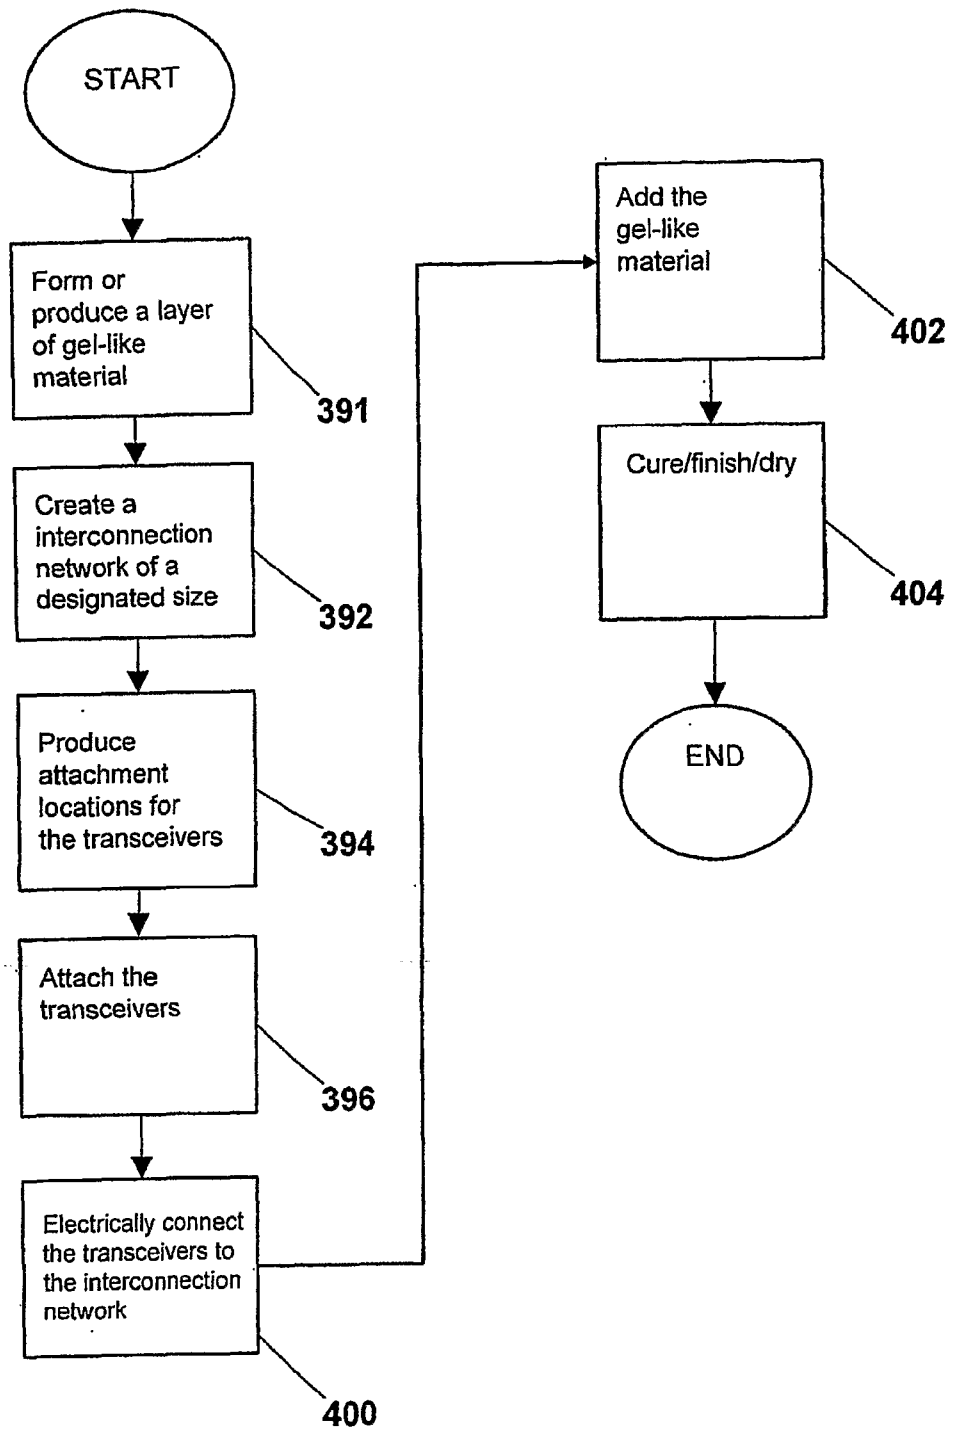 START
Form or
produce a layer
of gel-like
material
391
Create a
interconnection
network of a
designated size
392
Produce
attachment
locations for
the transceivers
394
Attach the
transceivers
396
Electrically connect
the transceivers to
the interconnection
network
400
Add the
gel-like
material
402
Cure/finish/dry
404
END